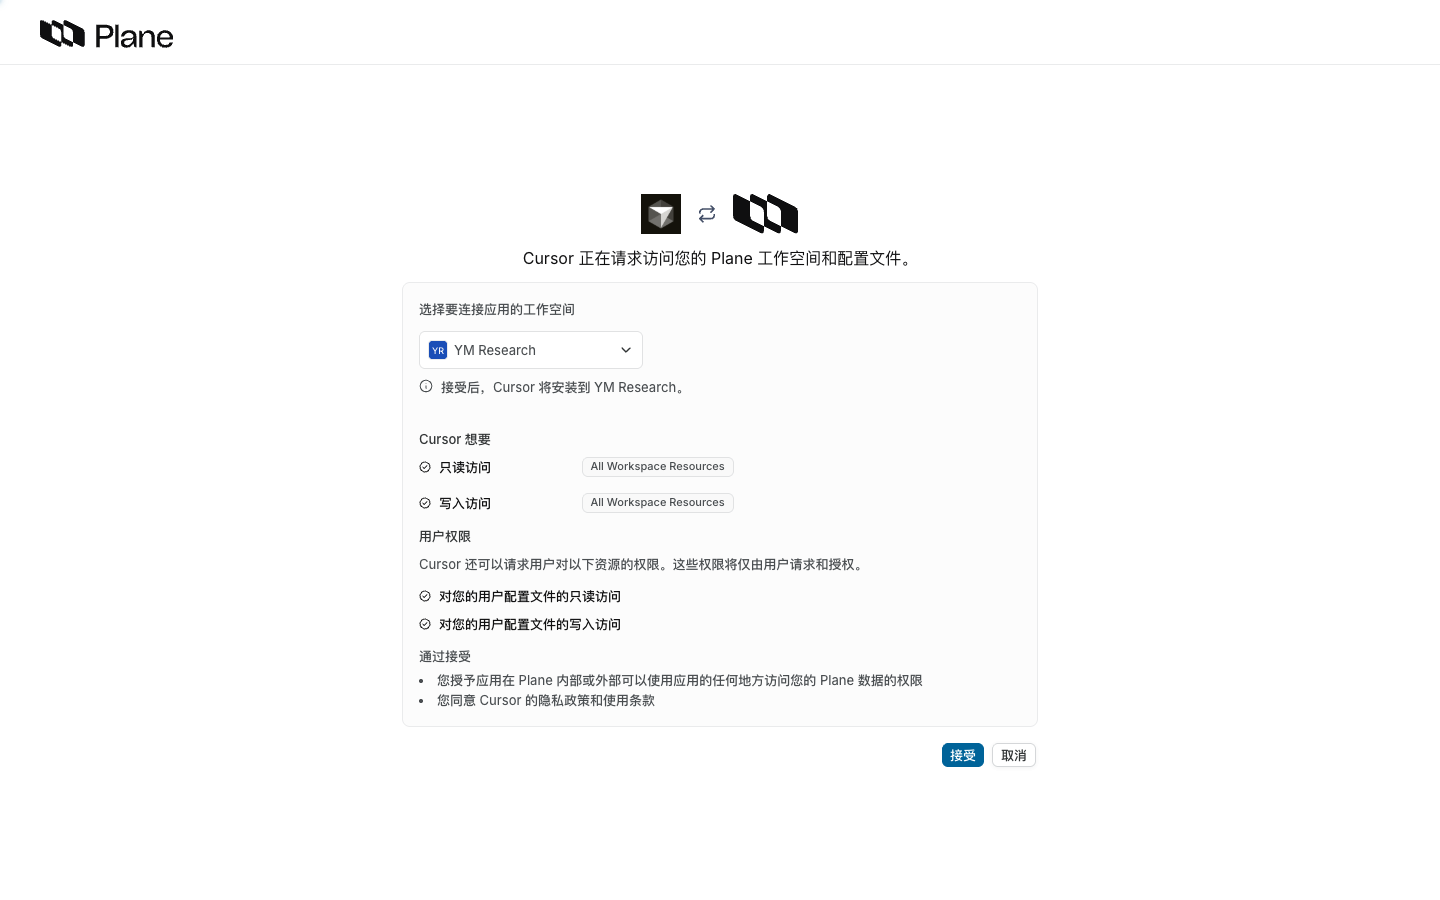 Plane
Cursor 正在请求访问您的 Plane 工作空间和配置文件。
选择要连接应用的工作空间
YR YM Research
接受后，Cursor 将安装到 YM Research。
Cursor 想要
只读访问 All Workspace Resources
写入访问 All Workspace Resources
用户权限
Cursor 还可以请求用户对以下资源的权限。这些权限将仅由用户请求和授权。
对您的用户配置文件的只读访问
对您的用户配置文件的写入访问
通过接受
• 您授予应用在 Plane 内部或外部可以使用应用的任何地方访问您的 Plane 数据的权限
• 您同意 Cursor 的隐私政策和使用条款
接受 取消